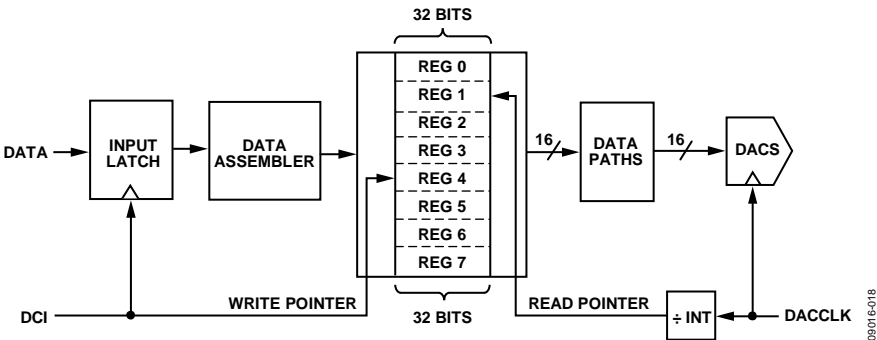 32 BITS
REG 0
REG 1
REG 2
REG 3
REG 4
REG 5
REG 6
REG 7
32 BITS
DATA
INPUT
LATCH
DATA
ASSEMBLER
16
DATA
PATHS
16
DACS
DCI
WRITE POINTER
READ POINTER
÷ INT
DACCLK
09016-018